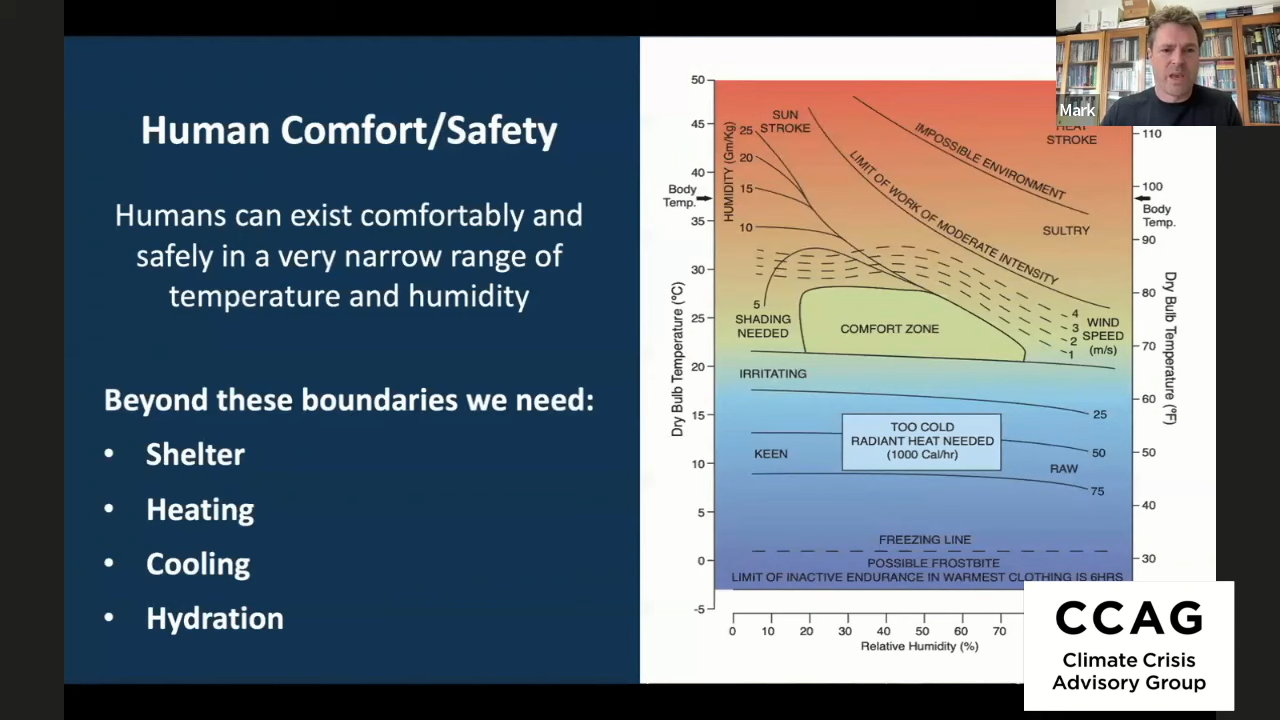 Human Comfort/Safety
Humans can exist comfortably and
safely in a very narrow range of
temperature and humidity
Beyond these boundaries we need:
• Shelter
• Heating
• Cooling
• Hydration
Mark
50
45
40
35
30
25
20
15
10
5
0
-5
Body
Temp.
Dry Bulb Temperature (°C)
HUMIDITY (Gm/Kg)
25
20
15
10
5
SUN
STROKE
IMPOSSIBLE ENVIRONMENT
HEAT
STROKE
LIMIT OF WORK OF MODERATE INTENSITY
SULTRY
SHADING
NEEDED
COMFORT ZONE
4
3
2
1
WIND
SPEED
(m/s)
IRRITATING
25
TOO COLD
RADIANT HEAT NEEDED
(1000 Cal/hr)
KEEN
50
RAW
75
FREEZING LINE
POSSIBLE FROSTBITE
LIMIT OF INACTIVE ENDURANCE IN WARMEST CLOTHING IS 6HRS
110
100
Body
Temp.
90
80
70
60
50
40
30
Dry Bulb Temperature (°F)
0 10 20 30 40 50 60 70
Relative Humidity (%)
CCAG
Climate Crisis
Advisory Group